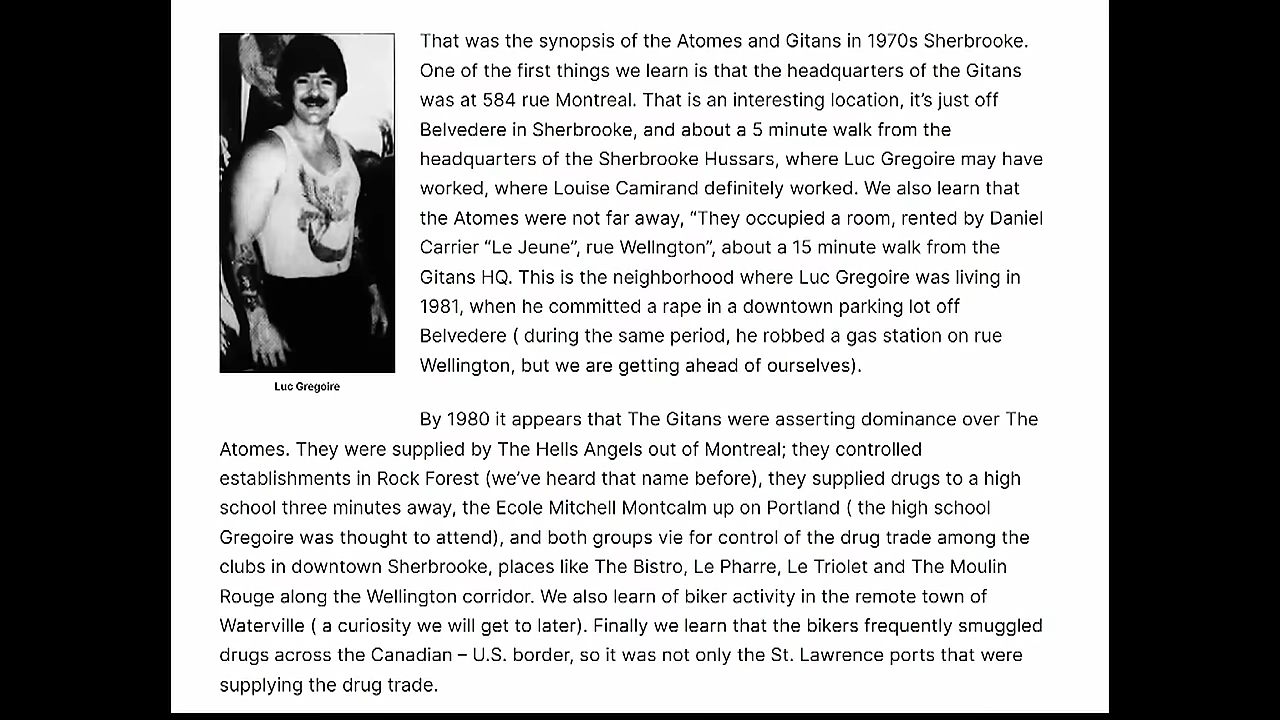 That was the synopsis of the Atomes and Gitans in 1970s Sherbrooke.
One of the first things we learn is that the headquarters of the Gitans
was at 584 rue Montreal. That is an interesting location, it's just off
Belvedere in Sherbrooke, and about a 5 minute walk from the
headquarters of the Sherbrooke Hussars, where Luc Gregoire may have
worked, where Louise Camirand definitely worked. We also learn that
the Atomes were not far away, “They occupied a room, rented by Daniel
Carrier “Le Jeune”, rue Wellngton”, about a 15 minute walk from the
Gitans HQ. This is the neighborhood where Luc Gregoire was living in
1981, when he committed a rape in a downtown parking lot off
Belvedere ( during the same period, he robbed a gas station on rue
Wellington, but we are getting ahead of ourselves).
Luc Gregoire
By 1980 it appears that The Gitans were asserting dominance over The
Atomes. They were supplied by The Hells Angels out of Montreal; they controlled
establishments in Rock Forest (we've heard that name before), they supplied drugs to a high
school three minutes away, the Ecole Mitchell Montcalm up on Portland ( the high school
Gregoire was thought to attend), and both groups vie for control of the drug trade among the
clubs in downtown Sherbrooke, places like The Bistro, Le Pharre, Le Triolet and The Moulin
Rouge along the Wellington corridor. We also learn of biker activity in the remote town of
Waterville ( a curiosity we will get to later). Finally we learn that the bikers frequently smuggled
drugs across the Canadian – U.S. border, so it was not only the St. Lawrence ports that were
supplying the drug trade.